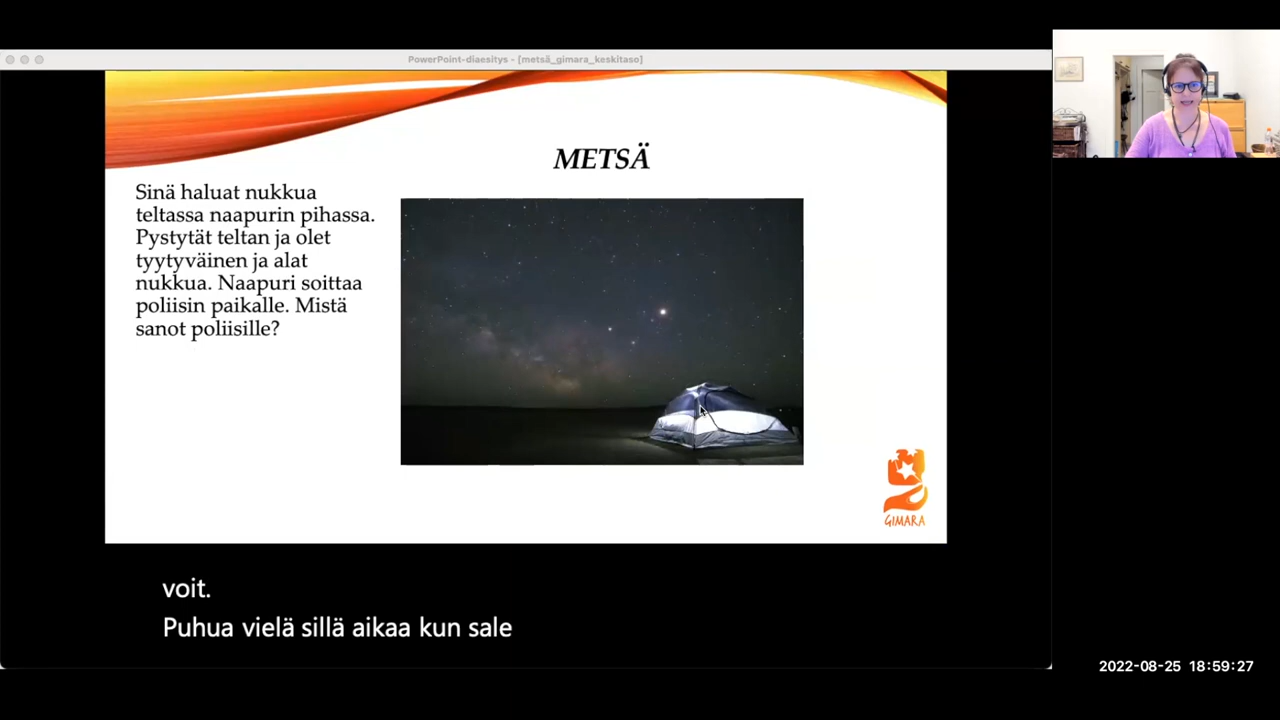 PowerPoint-diaesitys - [metsä_gimara_keskitaso]
METSÄ
Sinä haluat nukkua
teltassa naapurin pihassa.
Pystytät teltan ja olet
tyytyväinen ja alat
nukkua. Naapuri soittaa
poliisin paikalle. Mistä
sanot poliisille?
GIMARA
voit.
Puhua vielä sillä aikaa kun sale
2022-08-25 18:59:27